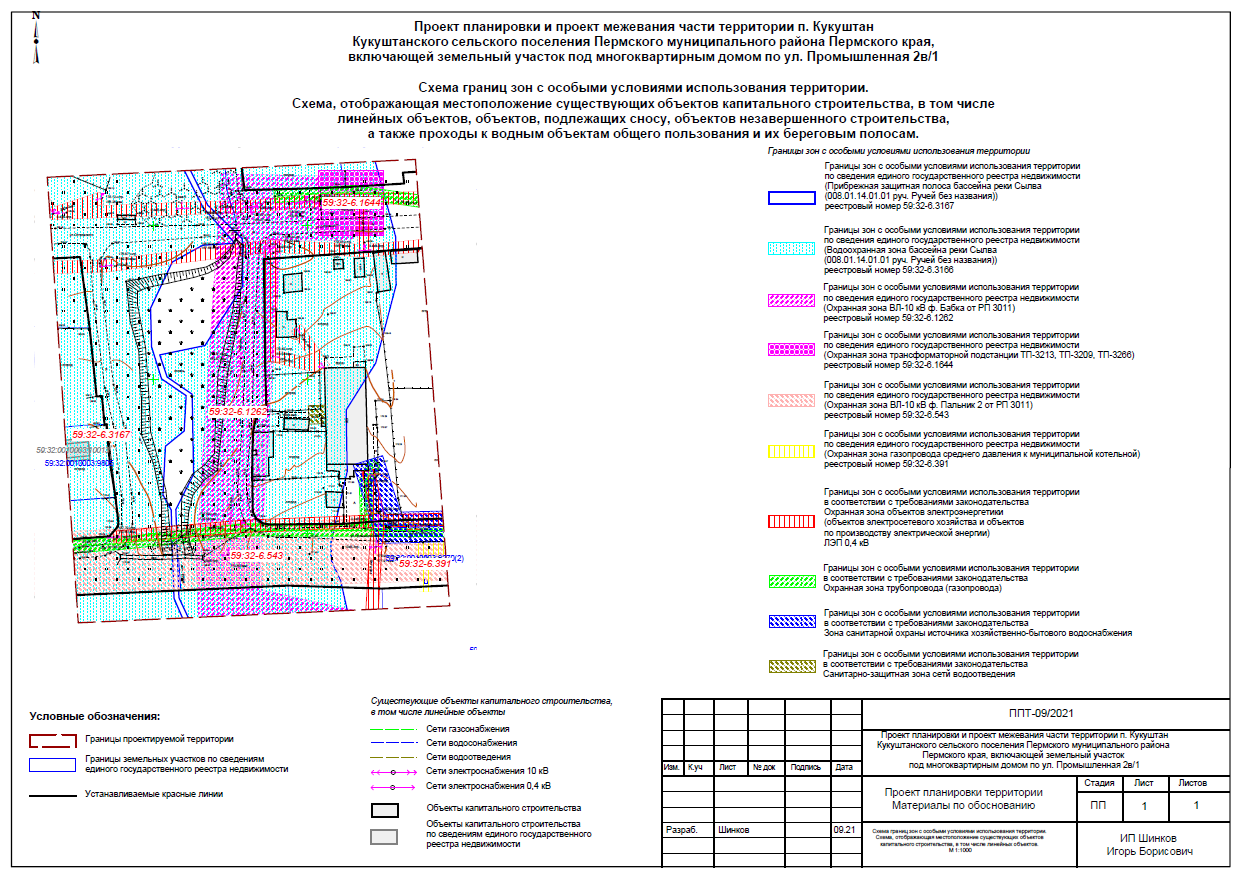 N
Проект планировки и проект межевания части территории п. Кукуштан
Кукуштанского сельского поселения Пермского муниципального района Пермского края,
включающей земельный участок под многоквартирным домом по ул. Промышленная 2в/1
Схема границ зон с особыми условиями использования территории.
Схема, отображающая местоположение существующих объектов капитального строительства, в том числе
линейных объектов, объектов, подлежащих сносу, объектов незавершенного строительства,
а также проходы к водным объектам общего пользования и их береговым полосам.
Границы зон с особыми условиями использования территории
Границы зон с особыми условиями использования территории
по сведения единого государственного реестра недвижимости
(Прибрежная защитная полоса бассейна реки Сылва
(008.01.14.01.01 руч. Ручей без названия))
реестровый номер 59:32-6.3167
Границы зон с особыми условиями использования территории
по сведения единого государственного реестра недвижимости
(Водоохранная зона бассейна реки Сылва
(008.01.14.01.01 руч. Ручей без названия))
реестровый номер 59:32-6.3166
Границы зон с особыми условиями использования территории
по сведения единого государственного реестра недвижимости
(Охранная зона ВЛ-10 кВ ф. Бабка от РП 3011)
реестровый номер 59:32-6.1262
Границы зон с особыми условиями использования территории
по сведения единого государственного реестра недвижимости
(Охранная зона трансформаторной подстанции ТП-3213, ТП-3209, ТП-3266)
реестровый номер 59:32-6.1644
Границы зон с особыми условиями использования территории
по сведения единого государственного реестра недвижимости
(Охранная зона ВЛ-10 кВ ф. Пальник 2 от РП 3011)
реестровый номер 59:32-6.543
Границы зон с особыми условиями использования территории
по сведения единого государственного реестра недвижимости
(Охранная зона газопровода среднего давления к муниципальной котельной)
реестровый номер 59:32-6.391
Границы зон с особыми условиями использования территории
в соответствии с требованиями законодательства
Охранная зона объектов электроэнергетики
(объектов электросетевого хозяйства и объектов
по производству электрической энергии)
ЛЭП 0,4 кВ
Границы зон с особыми условиями использования территории
в соответствии с требованиями законодательства
Охранная зона трубопровода (газопровода)
Границы зон с особыми условиями использования территории
в соответствии с требованиями законодательства
Зона санитарной охраны источника хозяйственно-бытового водоснабжения
Границы зон с особыми условиями использования территории
в соответствии с требованиями законодательства
Санитарно-защитная зона сети водоотведения
59:32-6.1644
59:32-6.1262
59:32-6.3167
59:32-6.543
59:32-6.391
Условные обозначения:
Границы проектируемой территории
Границы земельных участков по сведениям
единого государственного реестра недвижимости
Устанавливаемые красные линии
Существующие объекты капитального строительства,
в том числе линейные объекты
Сети газоснабжения
Сети водоснабжения
Сети водоотведения
Сети электроснабжения 10 кВ
Сети электроснабжения 0,4 кВ
Объекты капитального строительства
Объекты капитального строительства
по сведениям единого государственного
реестра недвижимости
ППТ-09/2021
Проект планировки и проект межевания части территории п. Кукуштан
Кукуштанского сельского поселения Пермского муниципального района
Пермского края, включающей земельный участок
под многоквартирным домом по ул. Промышленная 2в/1
Изм. К.уч Лист № док Подпись Дата
Проект планировки территории
Материалы по обоснованию
Стадия Лист Листов
ПП 1 1
Разраб. Шинков 09.21
Схема границ зон с особыми условиями использования территории.
Схема, отображающая местоположение существующих объектов
капитального строительства, в том числе линейных объектов.
М 1:1000
ИП Шинков
Игорь Борисович